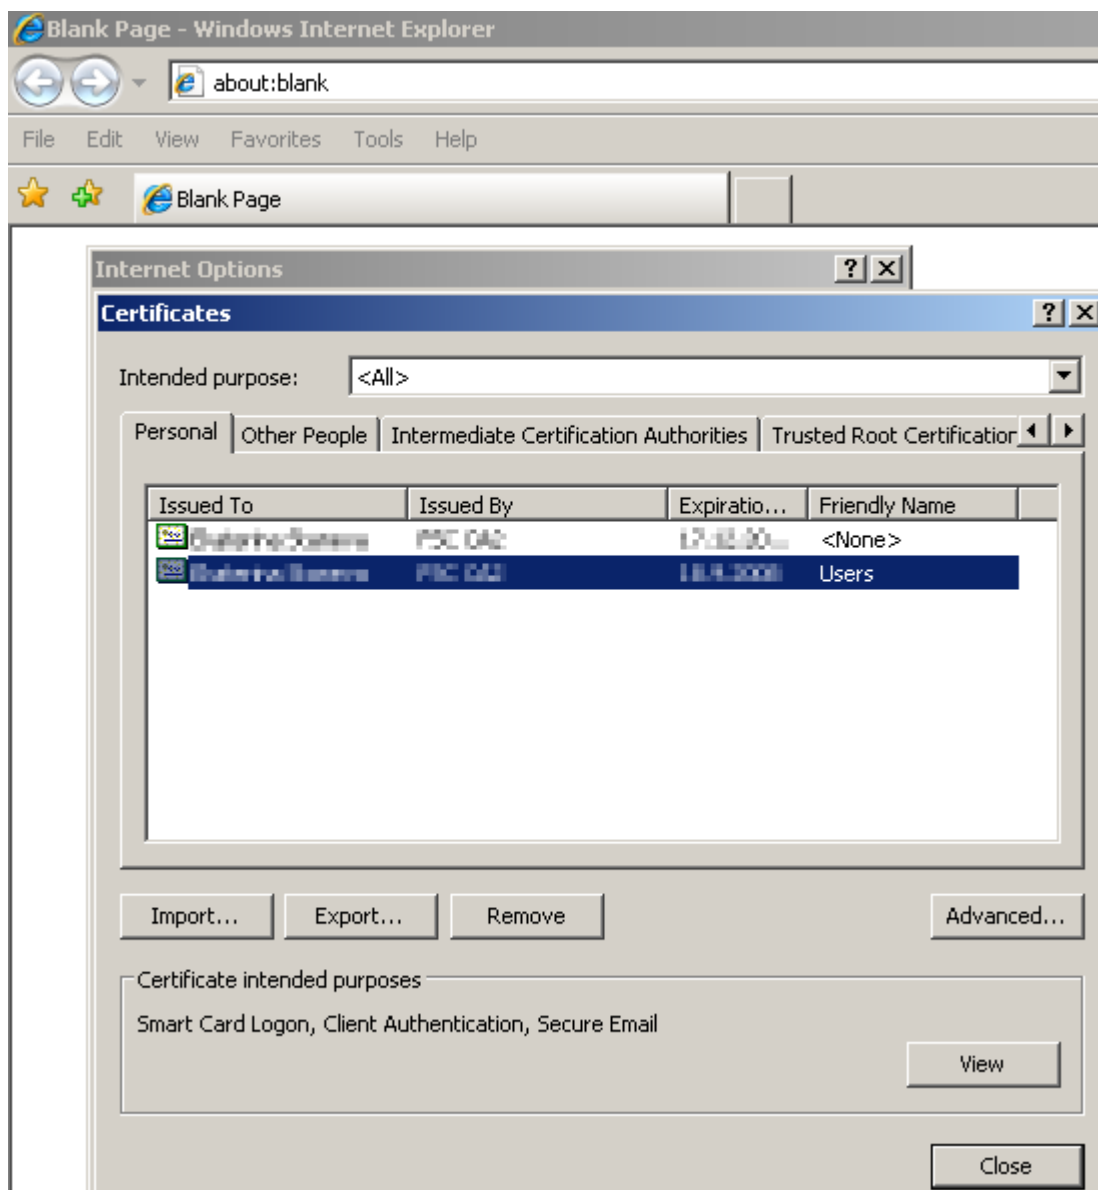 Blank Page - Windows Internet Explorer
about:blank
File Edit View Favorites Tools Help
Blank Page
Internet Options
Certificates
Intended purpose: <All>
Personal Other People Intermediate Certification Authorities Trusted Root Certification
Issued To Issued By Expiratio... Friendly Name
<None>
Users
Import... Export... Remove Advanced...
Certificate intended purposes
Smart Card Logon, Client Authentication, Secure Email
View
Close